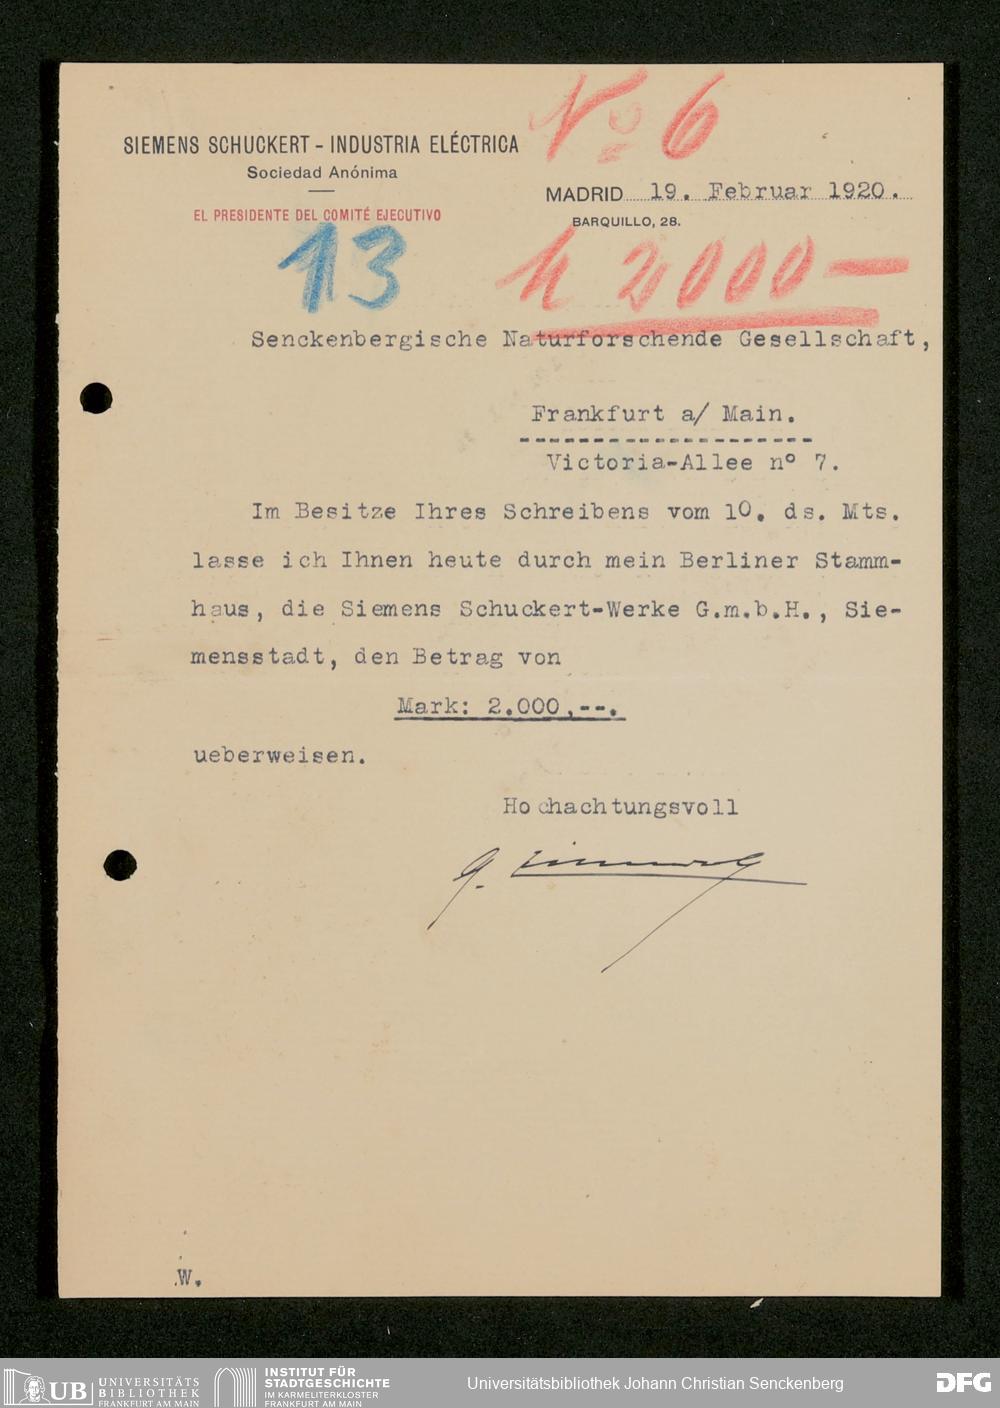 Nº 6
SIEMENS SCHUCKERT - INDUSTRIA ELÉCTRICA
Sociedad Anónima
MADRID 19. Februar 1920.
EL PRESIDENTE DEL COMITÉ EJECUTIVO
BARQUILLO, 28.
13
M 2000 —
Senckenbergische Naturforschende Gesellschaft,
Frankfurt a/ Main.
Victoria-Allee nº 7.
Im Besitze Ihres Schreibens vom 10. ds. Mts.
lasse ich Ihnen heute durch mein Berliner Stamm-
haus, die Siemens Schuckert-Werke G.m.b.H., Sie-
mensstadt, den Betrag von
Mark: 2.000,--.
ueberweisen.
Hochachtungsvoll
W.
UB UNIVERSITÄTS
BIBLIOTHEK
FRANKFURT AM MAIN
INSTITUT FÜR
STADTGESCHICHTE
IM KARMELITERKLOSTER
FRANKFURT AM MAIN
Universitätsbibliothek Johann Christian Senckenberg
DFG